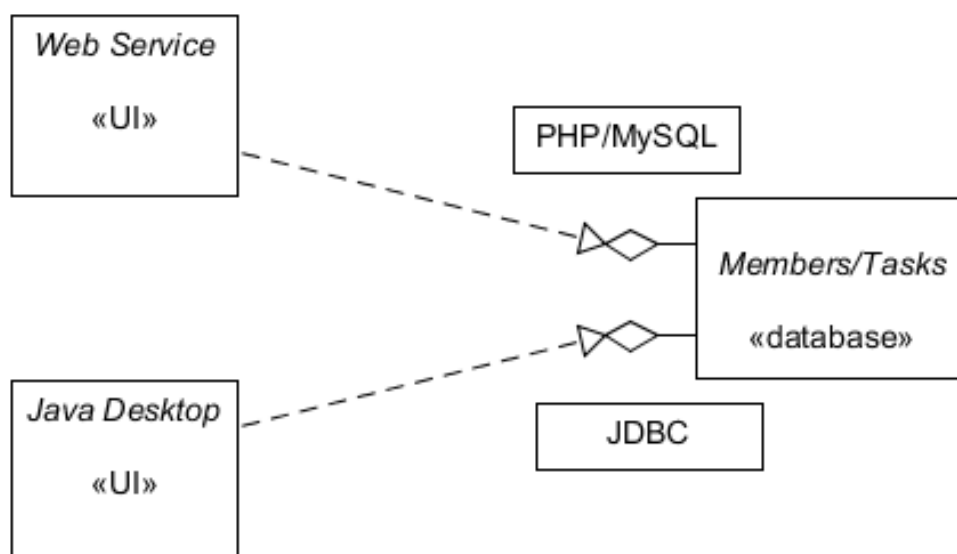 Web Service
«UI»
PHP/MySQL
Members/Tasks
«database»
Java Desktop
«UI»
JDBC